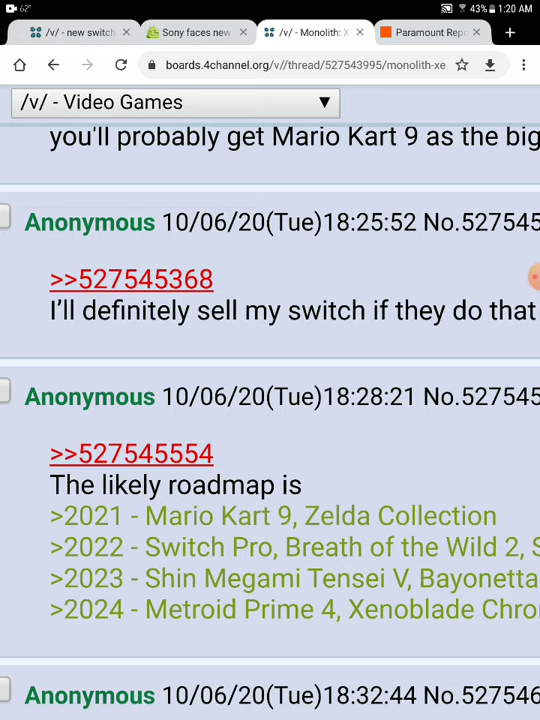 62°
43% 1:20 AM
/v/ - new switch
Sony faces new
/v/ - Monolith: X
Paramount Rep
boards.4channel.org/v//thread/527543995/monolith-xe
/v/ - Video Games
you'll probably get Mario Kart 9 as the big
Anonymous 10/06/20(Tue)18:25:52 No.527545
>>527545368
I’ll definitely sell my switch if they do that
Anonymous 10/06/20(Tue)18:28:21 No.527545
>>527545554
The likely roadmap is
>2021 - Mario Kart 9, Zelda Collection
>2022 - Switch Pro, Breath of the Wild 2, S
>2023 - Shin Megami Tensei V, Bayonetta
>2024 - Metroid Prime 4, Xenoblade Chro
Anonymous 10/06/20(Tue)18:32:44 No.527546